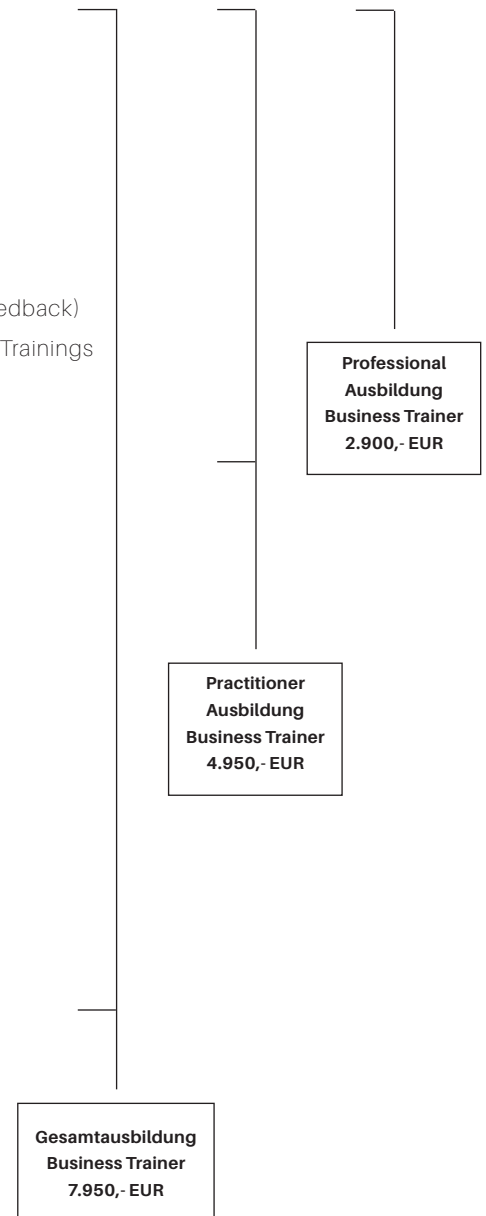 Trainings
Professional
Ausbildung
Business Trainer
2.900,- EUR
Practitioner
Ausbildung
Business Trainer
4.950,- EUR
Gesamtausbildung
Business Trainer
7.950,- EUR